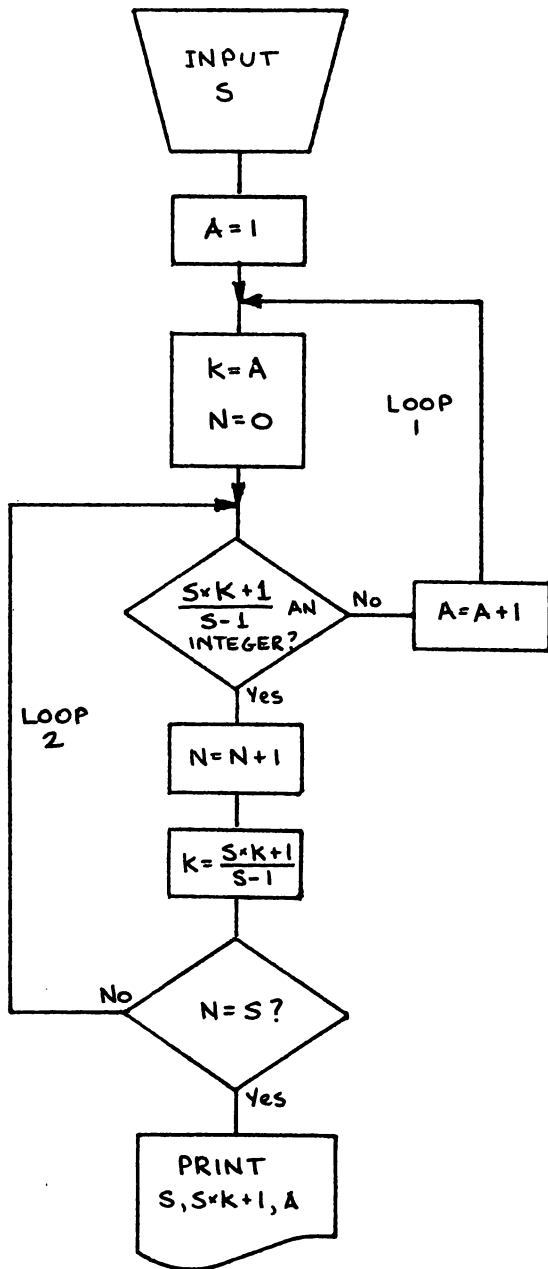 INPUT
S
A = 1
K = A
N = 0
LOOP
1
S×K+1
S-1
AN
INTEGER?
No
A = A + 1
Yes
LOOP
2
N = N + 1
K = S×K+1
S-1
No
N = S ?
Yes
PRINT
S, S×K+1, A